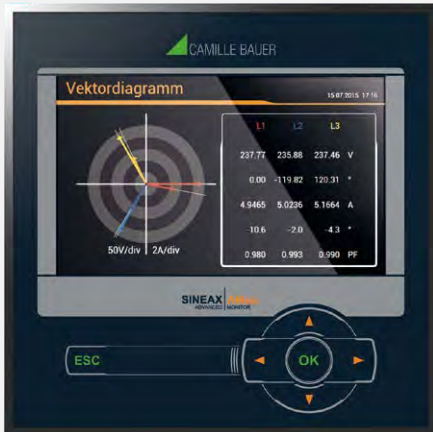 CAMILLE BAUER
Vektordiagramm
15.07.2015 17:16
L1 L2 L3
237.77 235.88 237.46 V
0.00 -119.82 120.31 °
4.9465 5.0236 5.1664 A
-10.6 -2.0 -4.3 °
0.980 0.993 0.990 PF
50V/div 2A/div
SINEAX
ADVANCED MONITOR
ESC
OK